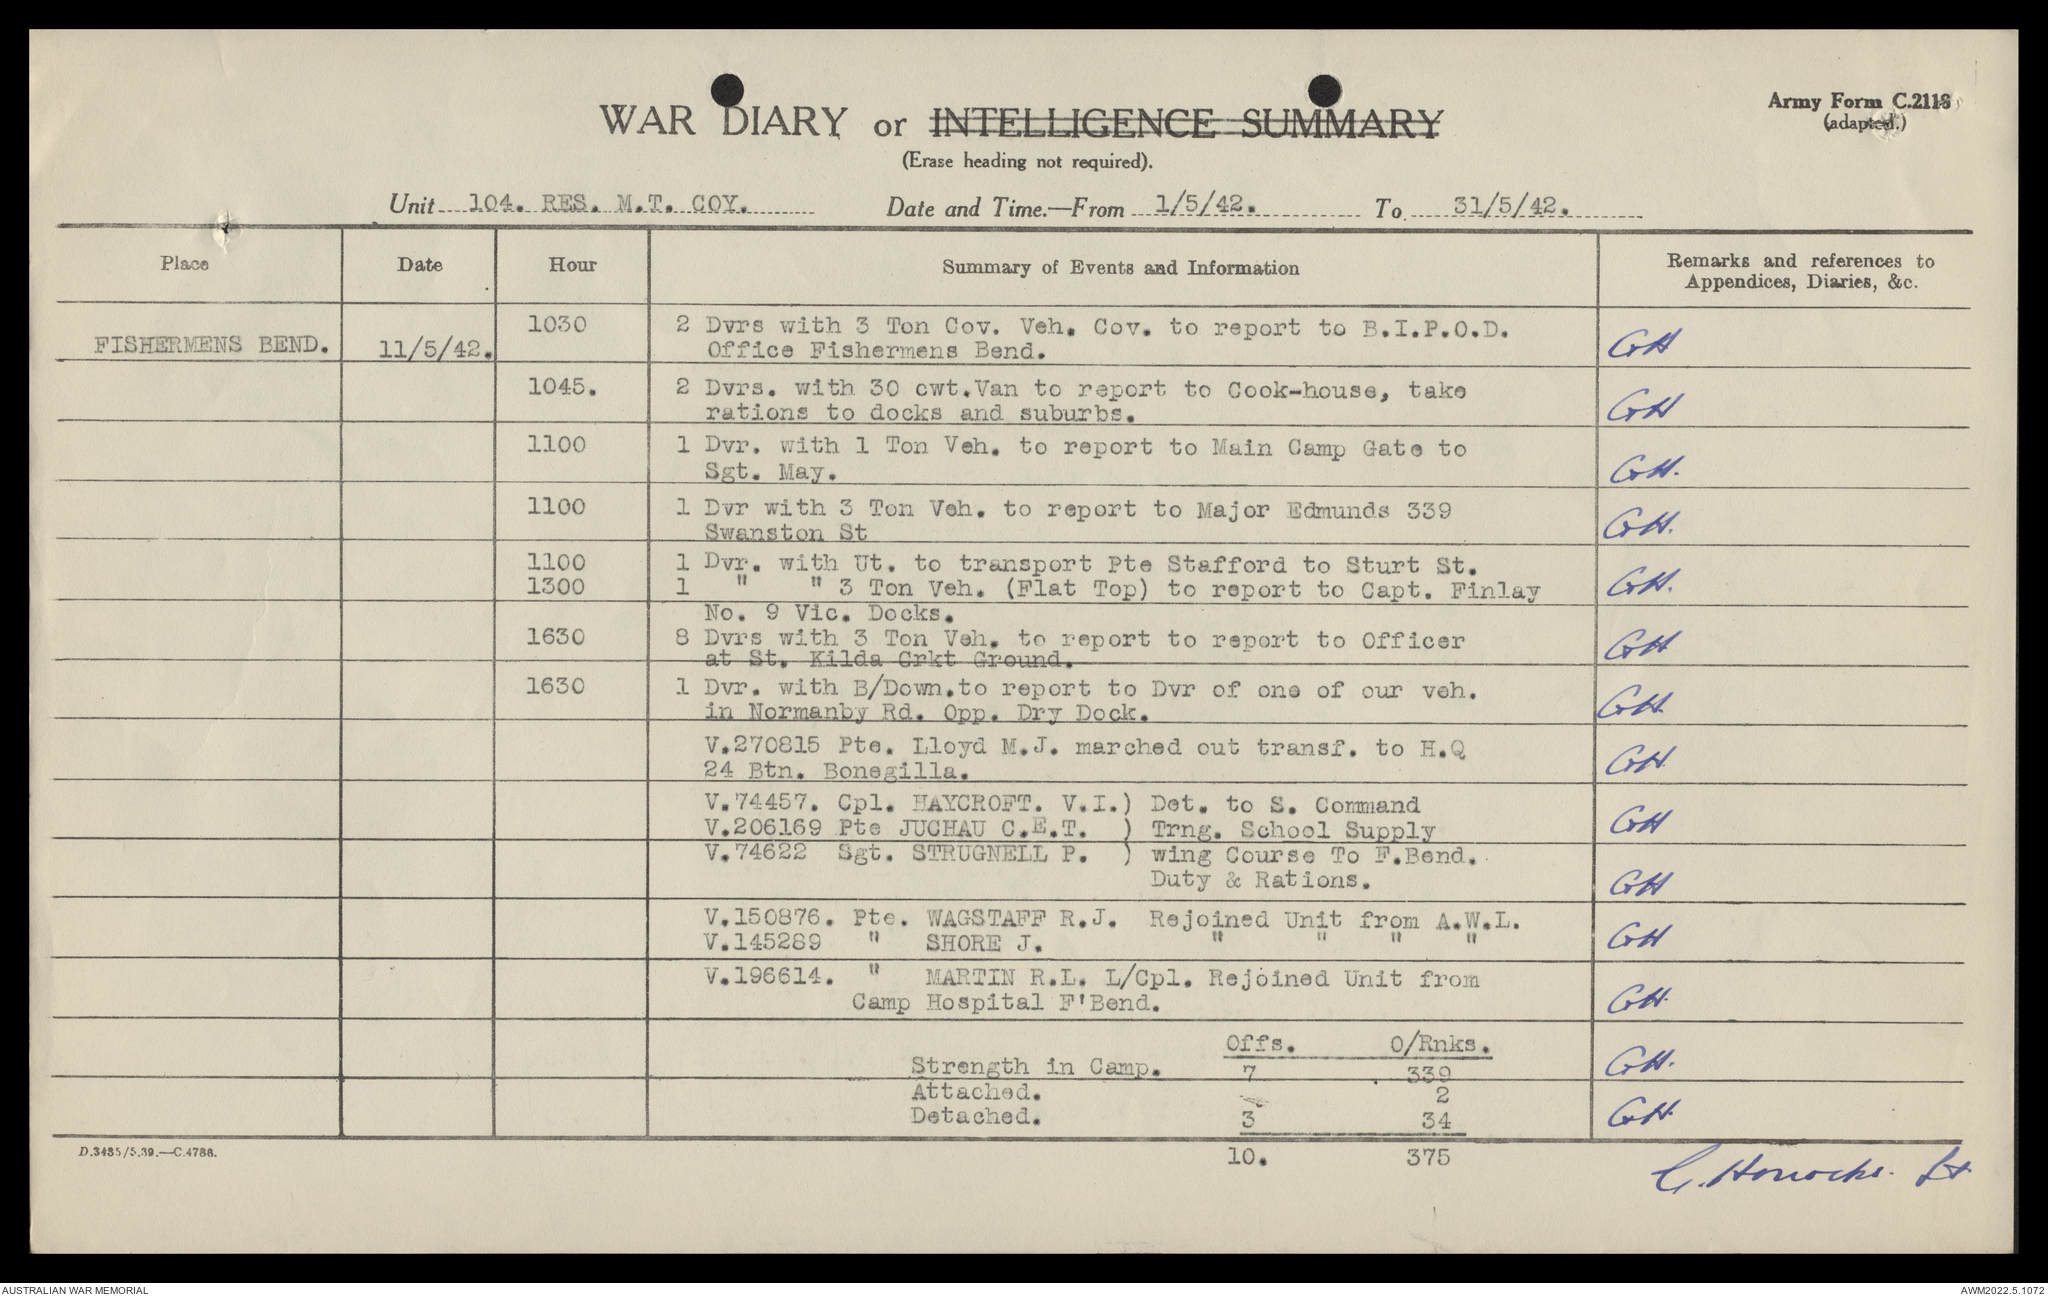 WAR DIARY or INTELLIGENCE SUMMARY
(Erase heading not required).
Army Form C.2118
(adapted.)
Unit 104. RES. M.T. COY. Date and Time.—From 1/5/42. To 31/5/42.
Place Date Hour Summary of Events and Information Remarks and references to
Appendices, Diaries, &c.
FISHERMENS BEND. 11/5/42. 1030 2 Dvrs with 3 Ton Cov. Veh. Cov. to report to B.I.P.O.D.
Office Fishermens Bend. GH
1045. 2 Dvrs. with 30 cwt.Van to report to Cook-house, take
rations to docks and suburbs. GH
1100 1 Dvr. with 1 Ton Veh. to report to Main Camp Gate to
Sgt. May. GH.
1100 1 Dvr with 3 Ton Veh. to report to Major Edmunds 339
Swanston St GH.
1100 1 Dvr. with Ut. to transport Pte Stafford to Sturt St.
1300 1 " " 3 Ton Veh. (Flat Top) to report to Capt. Finlay GH.
No. 9 Vic. Docks.
1630 8 Dvrs with 3 Ton Veh. to report to report to Officer GH
at St. Kilda Crkt Ground.
1630 1 Dvr. with B/Down.to report to Dvr of one of our veh.
in Normanby Rd. Opp. Dry Dock. GH.
V.270815 Pte. Lloyd M.J. marched out transf. to H.Q
24 Btn. Bonegilla. GH
V.74457. Cpl. HAYCROFT. V.I.) Det. to S. Command
V.206169 Pte JUCHAU C.E.T. ) Trng. School Supply GH
V.74622 Sgt. STRUGNELL P. ) wing Course To F.Bend.
Duty & Rations. GH
V.150876. Pte. WAGSTAFF R.J. Rejoined Unit from A.W.L.
V.145289 " SHORE J. " " " " GH
V.196614. " MARTIN R.L. L/Cpl. Rejoined Unit from
Camp Hospital F'Bend. GH.
Offs. O/Rnks.
Strength in Camp. 7 339 GH.
Attached. - 2
Detached. 3 34 GH.
10. 375
D.3485/5.39.—C.4788.
G. Horrocks. Lt
AUSTRALIAN WAR MEMORIAL AWM2022.5.1072